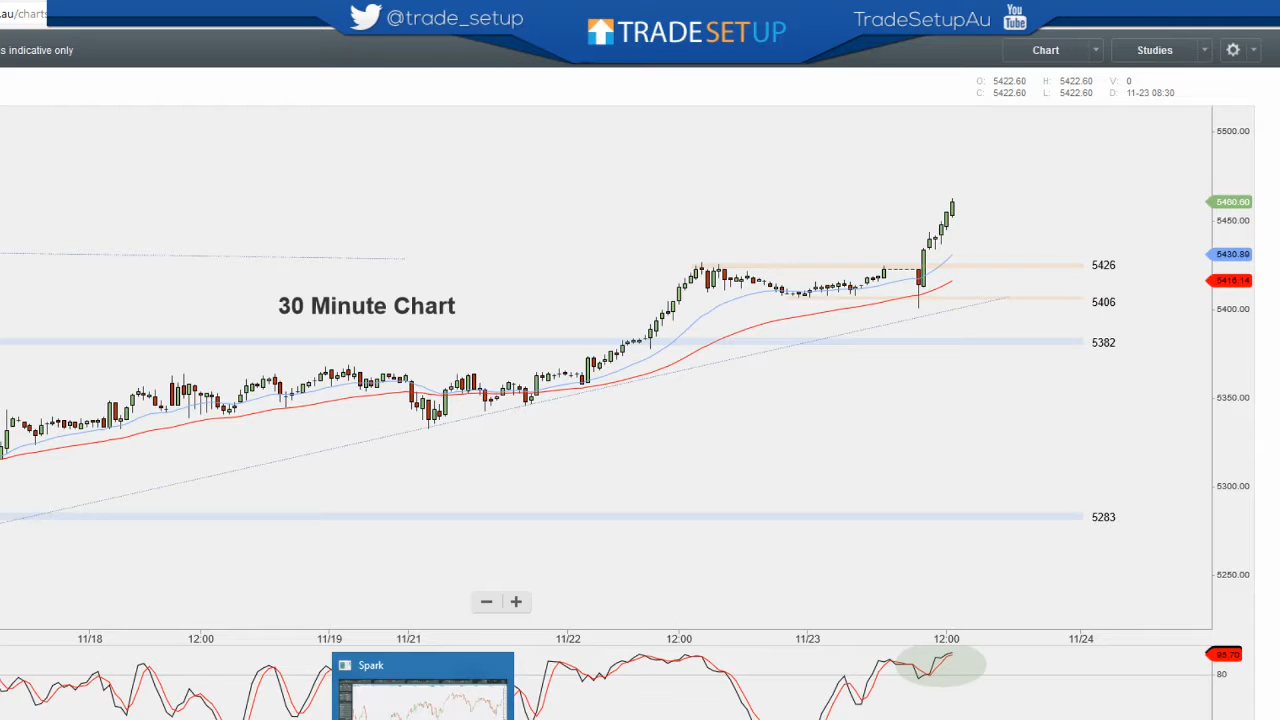 .au/charts
@trade_setup
TRADESETUP
TradeSetupAu
You
Tube
s indicative only
Chart
Studies
O: 5422.60 H: 5422.60 V: 0
C: 5422.60 L: 5422.60 D: 11-23 08:30
5500.00
5460.60
5450.00
5430.89
5426
30 Minute Chart
5416.14
5406
5400.00
5382
5350.00
5300.00
5283
5250.00
11/18 12:00 11/19 11/21 11/22 12:00 11/23 12:00 11/24
95.70
Spark
80